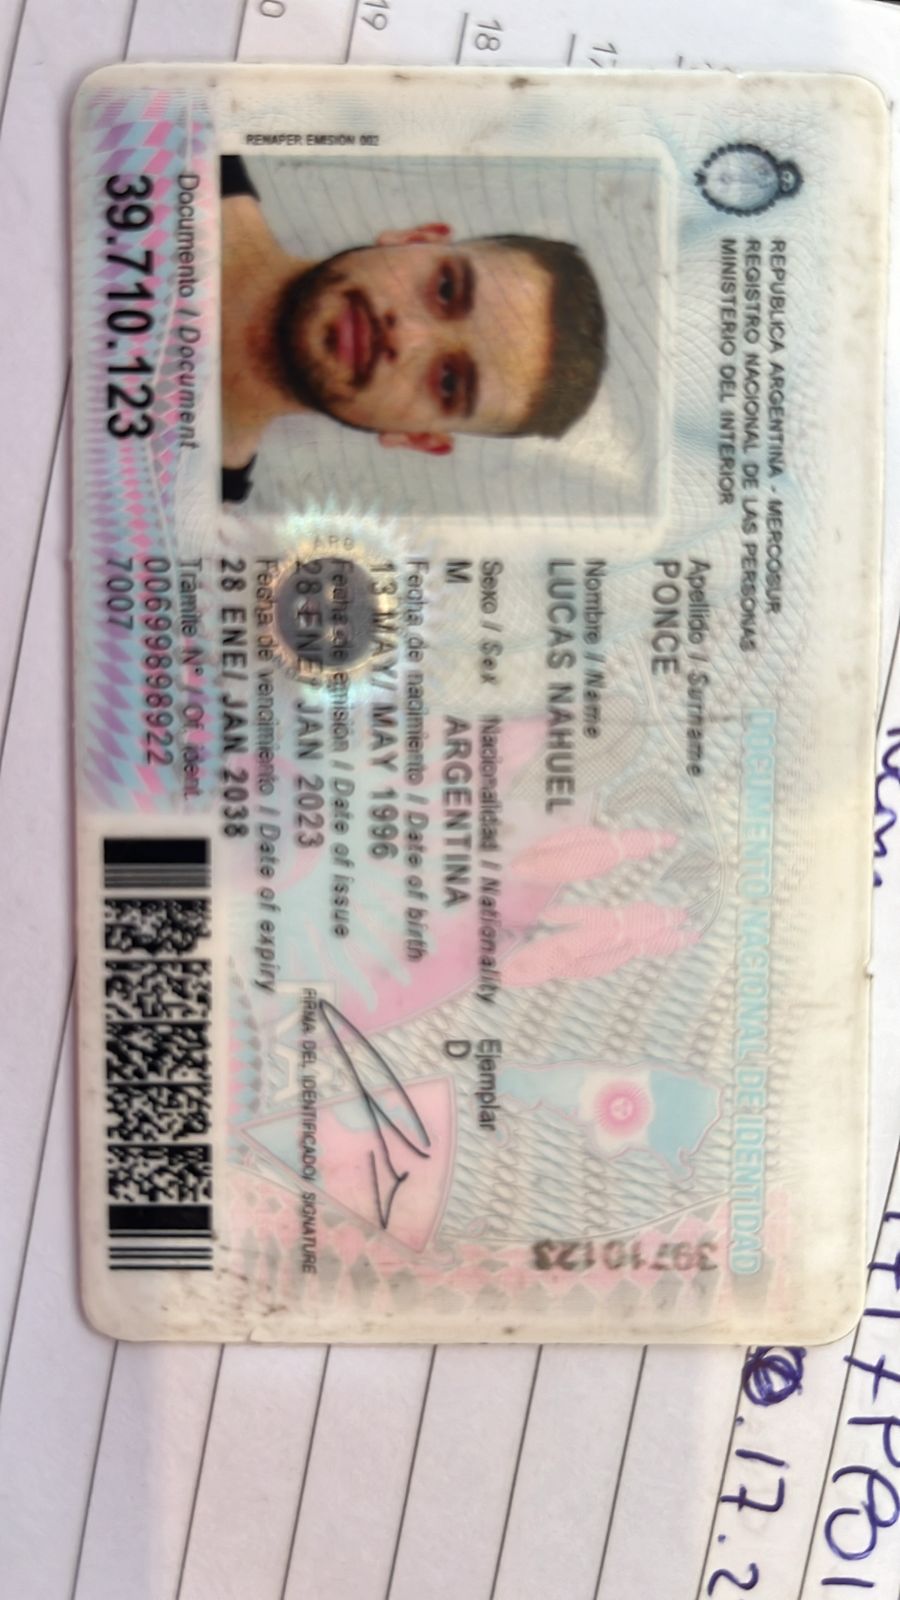 REPUBLICA ARGENTINA - MERCOSUR
REGISTRO NACIONAL DE LAS PERSONAS
MINISTERIO DEL INTERIOR
DOCUMENTO NACIONAL DE IDENTIDAD
RENAPER EMISIÓN 002
Apellido / Surname
PONCE
Nombre / Name
LUCAS NAHUEL
Sexo / Sex Nacionalidad / Nationality Ejemplar
M ARGENTINA D
Fecha de nacimiento / Date of birth
13 MAY/ MAY 1996
Fecha de emisión / Date of issue
28 ENE/ JAN 2023
Fecha de vencimiento / Date of expiry
28 ENE/ JAN 2038
FIRMA DEL IDENTIFICADO/ SIGNATURE
Documento / Document
39.710.123
Trámite N° / Of. ident.
00699898922
7007
39710123
19
18